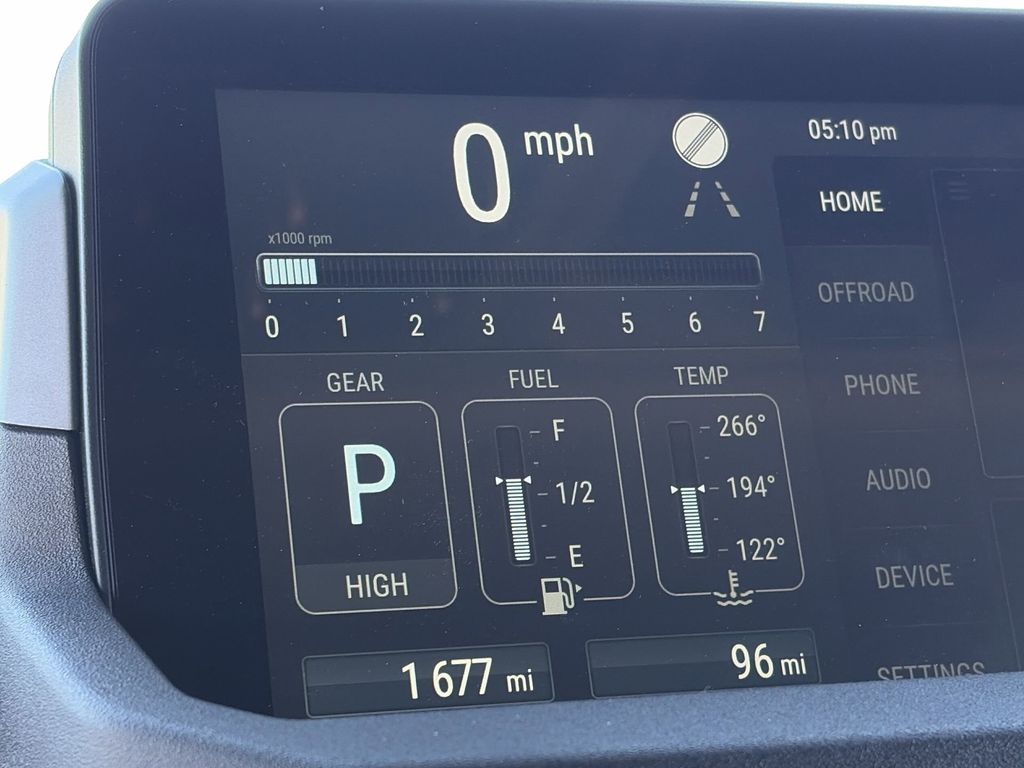 0 mph
05:10 pm
HOME
x1000 rpm
0 1 2 3 4 5 6 7
OFFROAD
PHONE
AUDIO
DEVICE
SETTINGS
GEAR
P
HIGH
FUEL
F
1/2
E
TEMP
266°
194°
122°
1 677 mi
96 mi